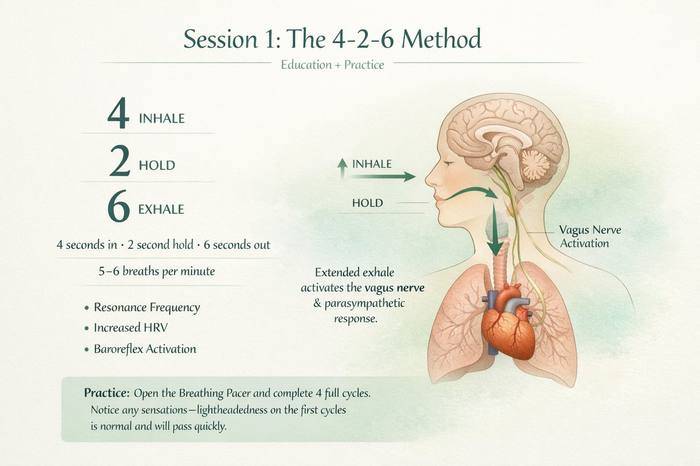 Session 1: The 4-2-6 Method
Education + Practice
4 INHALE
2 HOLD
6 EXHALE
4 seconds in · 2 second hold · 6 seconds out
5–6 breaths per minute
• Resonance Frequency
• Increased HRV
• Baroreflex Activation
INHALE
HOLD
Extended exhale
activates the vagus nerve
& parasympathetic
response.
Vagus Nerve
Activation
Practice: Open the Breathing Pacer and complete 4 full cycles.
Notice any sensations—lightheadedness on the first cycles
is normal and will pass quickly.